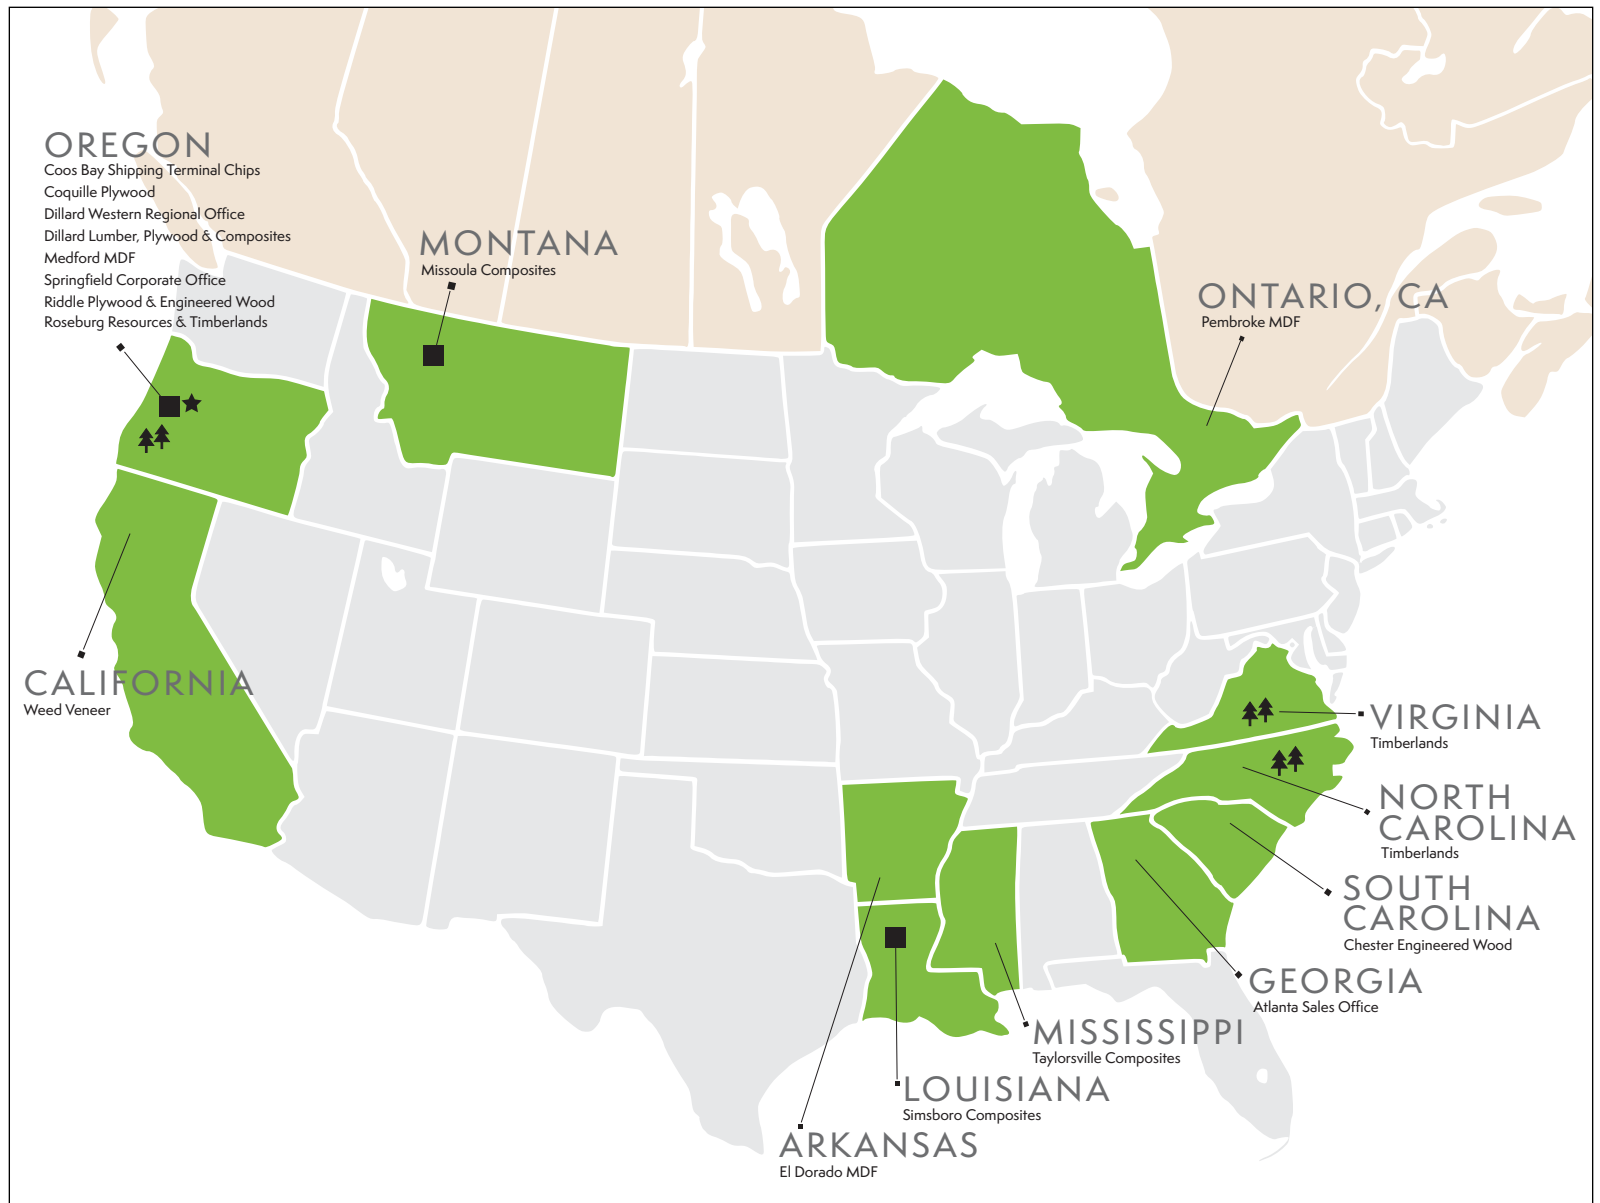 OREGON
Coos Bay Shipping Terminal Chips
Coquille Plywood
Dillard Western Regional Office
Dillard Lumber, Plywood & Composites
Medford MDF
Springfield Corporate Office
Riddle Plywood & Engineered Wood
Roseburg Resources & Timberlands
MONTANA
Missoula Composites
ONTARIO, CA
Pembroke MDF
CALIFORNIA
Weed Veneer
VIRGINIA
Timberlands
NORTH
CAROLINA
Timberlands
SOUTH
CAROLINA
Chester Engineered Wood
GEORGIA
Atlanta Sales Office
MISSISSIPPI
Taylorsville Composites
LOUISIANA
Simsboro Composites
ARKANSAS
El Dorado MDF